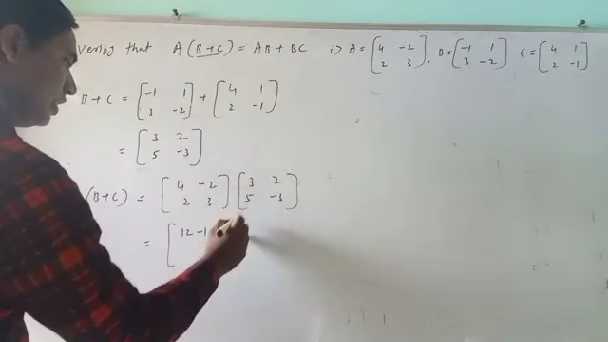 Verify that A(B+C) = AB + BC i) A = [4 -2 2 3], B = [-1 1 3 -2] C = [4 1 2 -1]
B+C = [-1 1 3 -2] + [4 1 2 -1]
= [3 2 5 -3]
(B+C) = [4 -2 2 3] [3 2 5 -3]
= [12-1